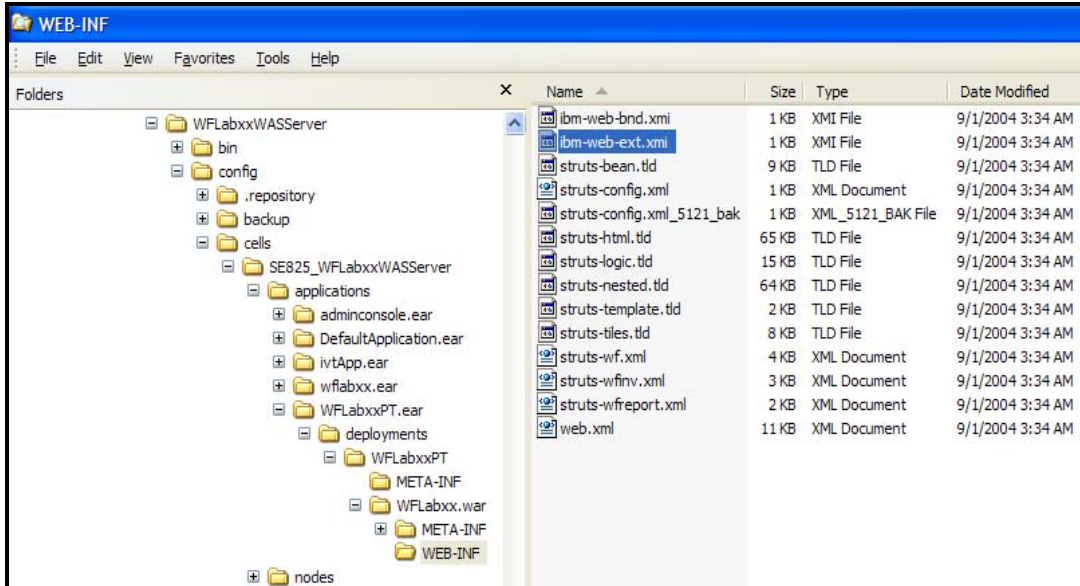 WEB-INF
File Edit View Favorites Tools Help
Folders
WFLabxxWASServer
bin
config
.repository
backup
cells
SE825_WFLabxxWASServer
applications
adminconsole.ear
DefaultApplication.ear
ivtApp.ear
wflabxx.ear
WFLabxxPT.ear
deployments
WFLabxxPT
META-INF
WFLabxx.war
META-INF
WEB-INF
nodes
Name Size Type Date Modified
ibm-web-bnd.xmi 1 KB XMI File 9/1/2004 3:34 AM
ibm-web-ext.xmi 1 KB XMI File 9/1/2004 3:34 AM
struts-bean.tld 9 KB TLD File 9/1/2004 3:34 AM
struts-config.xml 1 KB XML Document 9/1/2004 3:34 AM
struts-config.xml_5121_bak 1 KB XML_5121_BAK File 9/1/2004 3:34 AM
struts-html.tld 65 KB TLD File 9/1/2004 3:34 AM
struts-logic.tld 15 KB TLD File 9/1/2004 3:34 AM
struts-nested.tld 64 KB TLD File 9/1/2004 3:34 AM
struts-template.tld 2 KB TLD File 9/1/2004 3:34 AM
struts-tiles.tld 8 KB TLD File 9/1/2004 3:34 AM
struts-wf.xml 4 KB XML Document 9/1/2004 3:34 AM
struts-wfinv.xml 3 KB XML Document 9/1/2004 3:34 AM
struts-wfreport.xml 2 KB XML Document 9/1/2004 3:34 AM
web.xml 11 KB XML Document 9/1/2004 3:34 AM